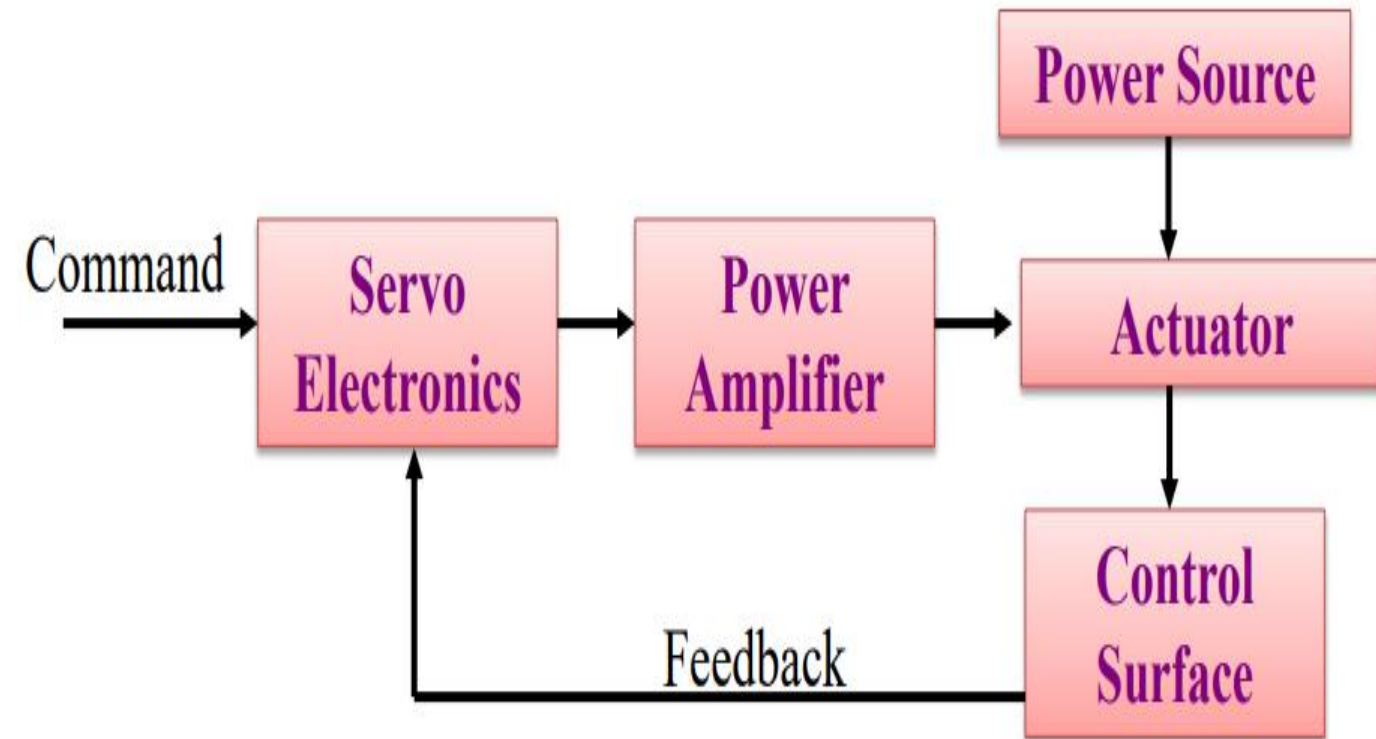 Power Source
Command
Servo
Electronics
Power
Amplifier
Actuator
Control
Surface
Feedback